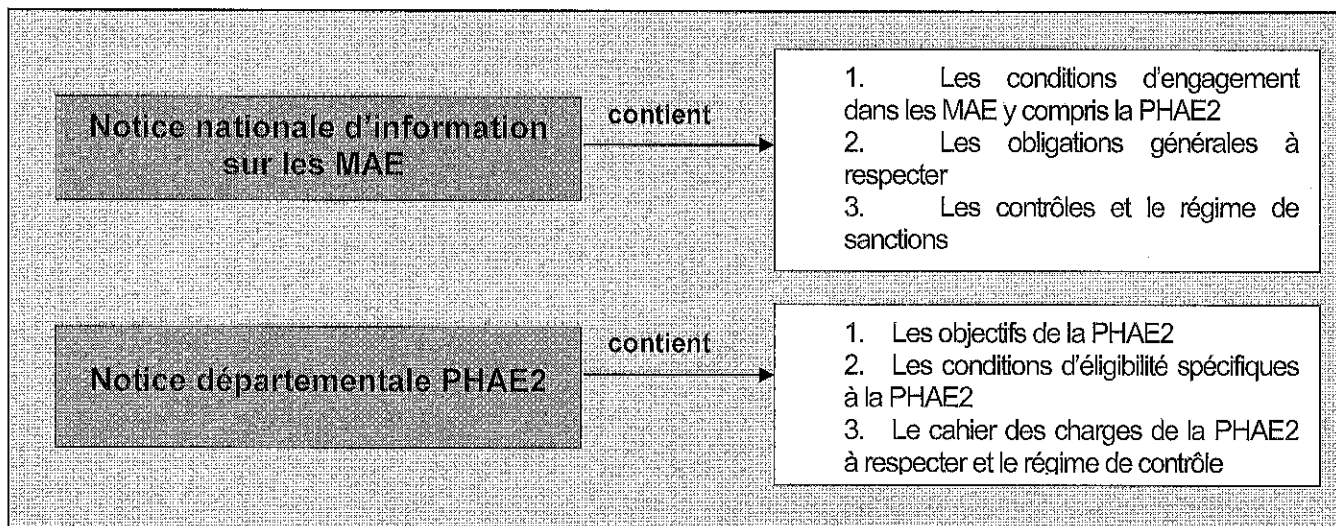 Notice nationale d'information
sur les MAE
contient
1. Les conditions d'engagement
dans les MAE y compris la PHAE2
2. Les obligations générales à
respecter
3. Les contrôles et le régime de
sanctions
Notice départementale PHAE2
contient
1. Les objectifs de la PHAE2
2. Les conditions d'éligibilité spécifiques
à la PHAE2
3. Le cahier des charges de la PHAE2
à respecter et le régime de contrôle